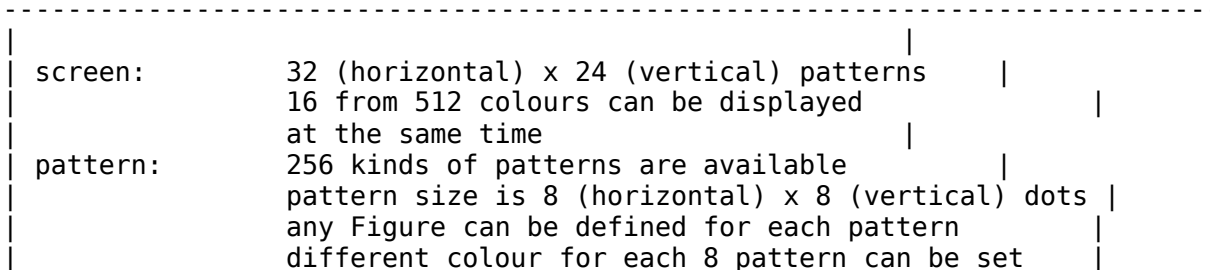 ----------------------------------------------------------------------------
|                                                                    |
| screen:         32 (horizontal) x 24 (vertical) patterns     |
|                 16 from 512 colours can be displayed               |
|                 at the same time                             |
| pattern:        256 kinds of patterns are available          |
|                 pattern size is 8 (horizontal) x 8 (vertical) dots |
|                 any Figure can be defined for each pattern         |
|                 different colour for each 8 pattern can be set     |